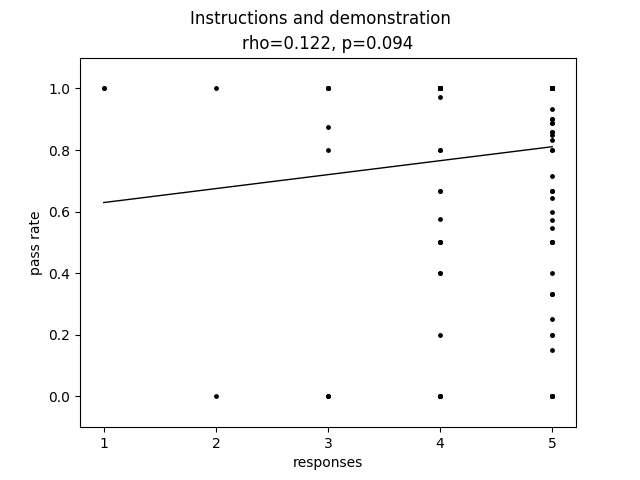 Instructions and demonstration
rho=0.122, p=0.094
1.0
0.8
0.6
0.4
0.2
0.0
pass rate
1 2 3 4 5
responses